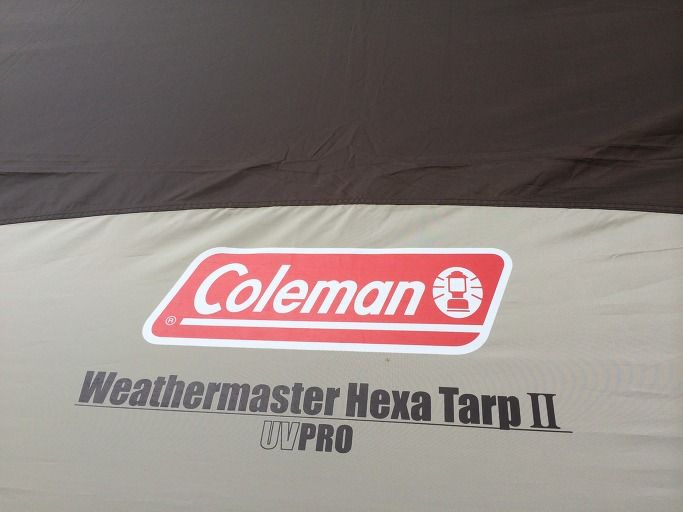 Coleman
®
Weathermaster Hexa Tarp II
UVPRO